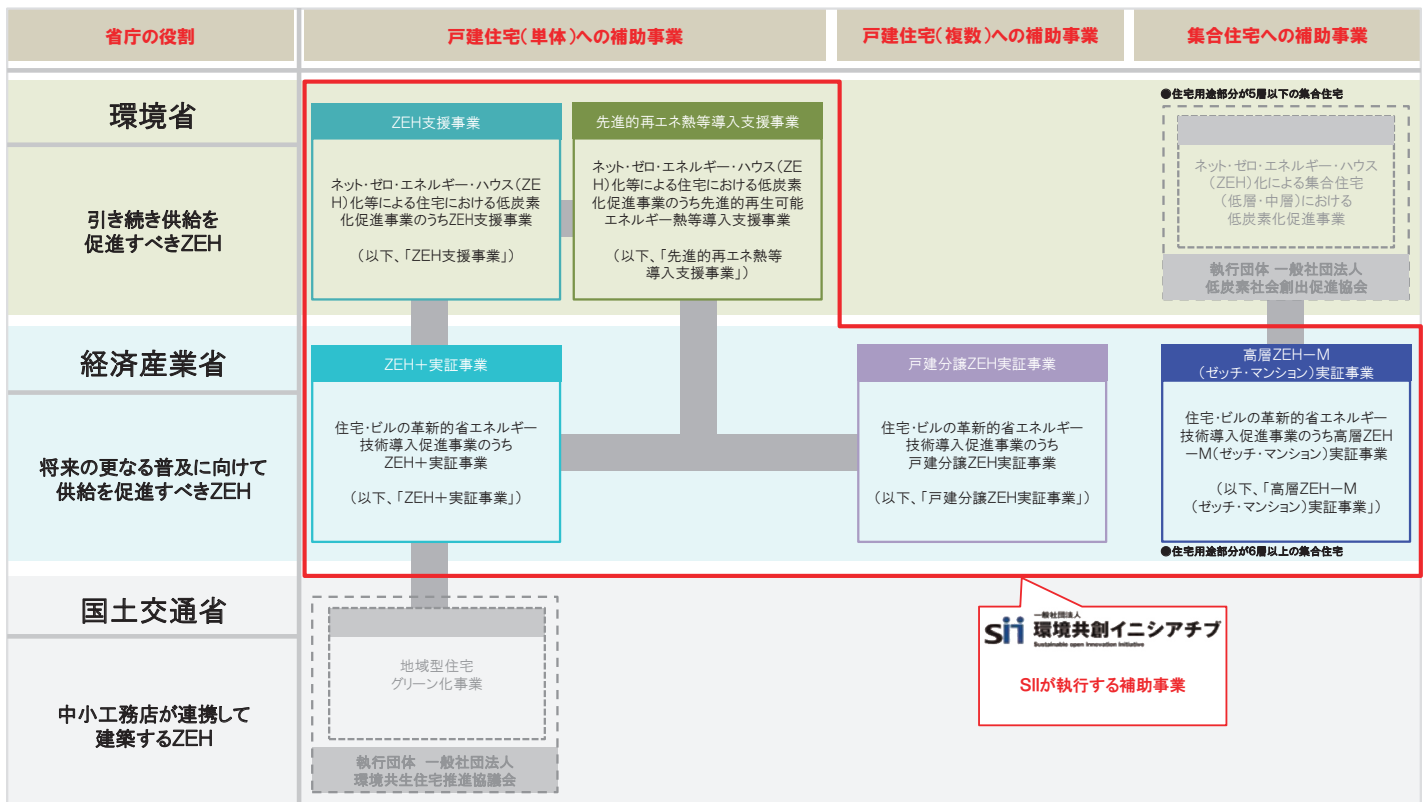 省庁の役割
戸建住宅(単体)への補助事業
戸建住宅(複数)への補助事業
集合住宅への補助事業
環境省
引き続き供給を
促進すべきZEH
ZEH支援事業
ネット・ゼロ・エネルギー・ハウス(ZE
H)化等による住宅における低炭素
化促進事業のうちZEH支援事業
(以下、「ZEH支援事業」)
先進的再エネ熱等導入支援事業
ネット・ゼロ・エネルギー・ハウス(ZE
H)化等による住宅における低炭素
化促進事業のうち先進的再生可能
エネルギー熱等導入支援事業
(以下、「先進的再エネ熱等
導入支援事業」)
●住宅用途部分が5層以下の集合住宅
ネット・ゼロ・エネルギー・ハウス
(ZEH)化による集合住宅
(低層・中層)における
低炭素化促進事業
執行団体 一般社団法人
低炭素社会創出促進協会
経済産業省
将来の更なる普及に向けて
供給を促進すべきZEH
ZEH+実証事業
住宅・ビルの革新的省エネルギー
技術導入促進事業のうち
ZEH+実証事業
(以下、「ZEH+実証事業」)
戸建分譲ZEH実証事業
住宅・ビルの革新的省エネルギー
技術導入促進事業のうち
戸建分譲ZEH実証事業
(以下、「戸建分譲ZEH実証事業」)
高層ZEH-M
(ゼッチ・マンション)実証事業
住宅・ビルの革新的省エネルギー
技術導入促進事業のうち高層ZEH
-M(ゼッチ・マンション)実証事業
(以下、「高層ZEH-M
(ゼッチ・マンション)実証事業」)
●住宅用途部分が6層以上の集合住宅
国土交通省
中小工務店が連携して
建築するZEH
地域型住宅
グリーン化事業
執行団体 一般社団法人
環境共生住宅推進協議会
sii
一般社団法人
環境共創イニシアチブ
Sustainable open Innovation Initiative
SIIが執行する補助事業